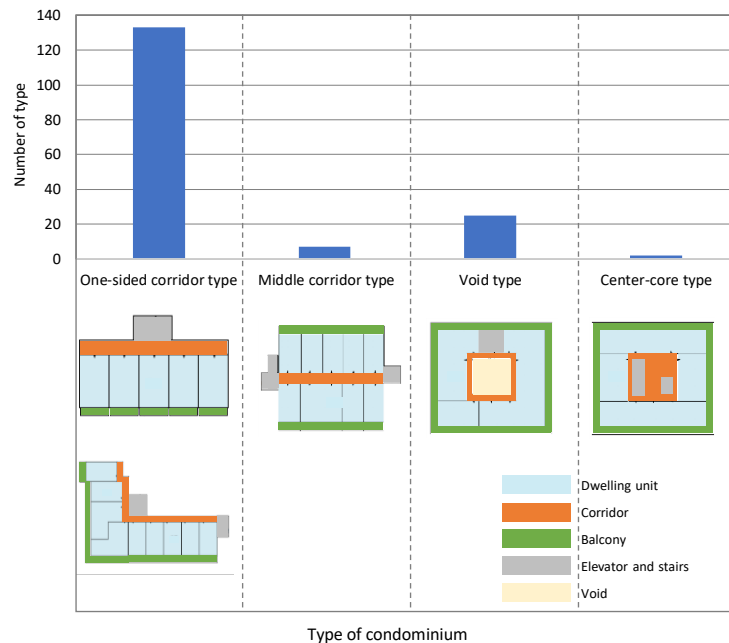 140
120
100
80
60
40
20
0
Number of type
One-sided corridor type
Middle corridor type
Void type
Center-core type
Dwelling unit
Corridor
Balcony
Elevator and stairs
Void
Type of condominium